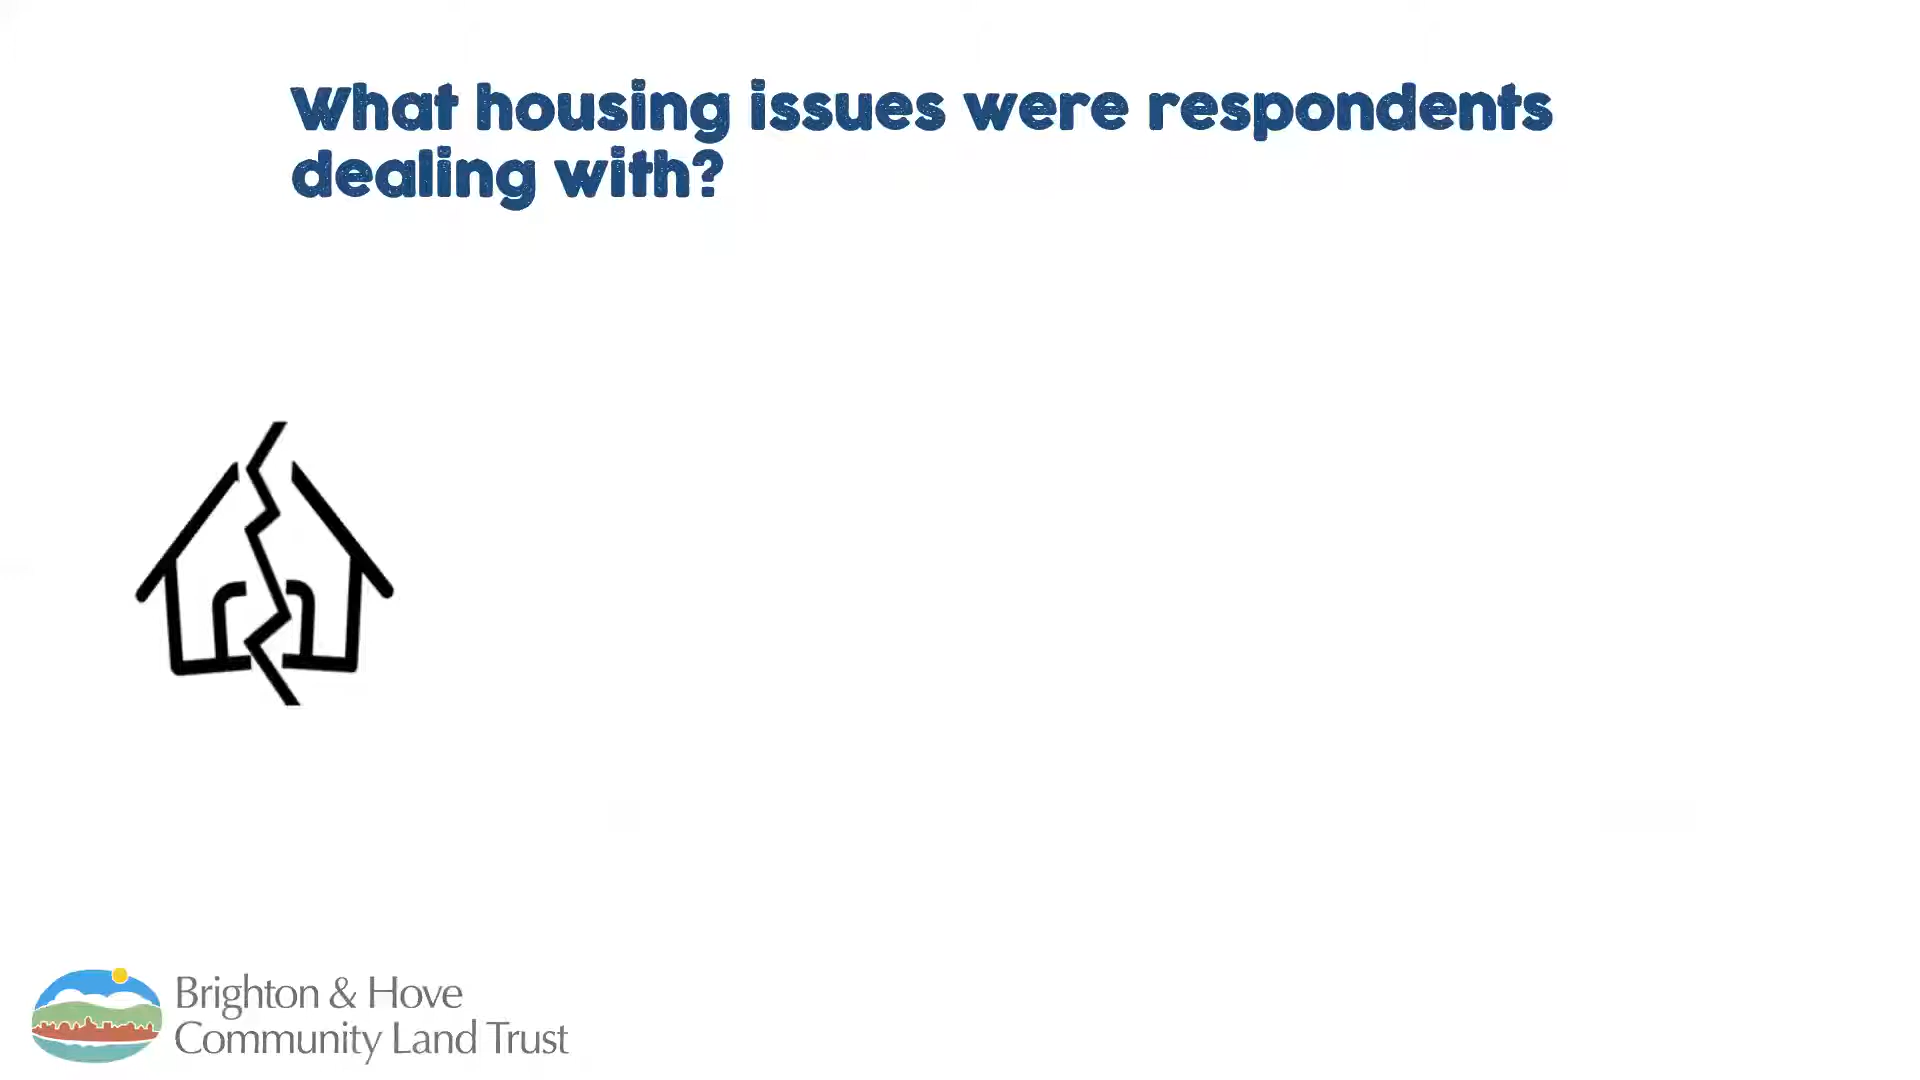 What housing issues were respondents
dealing with?
Brighton & Hove
Community Land Trust